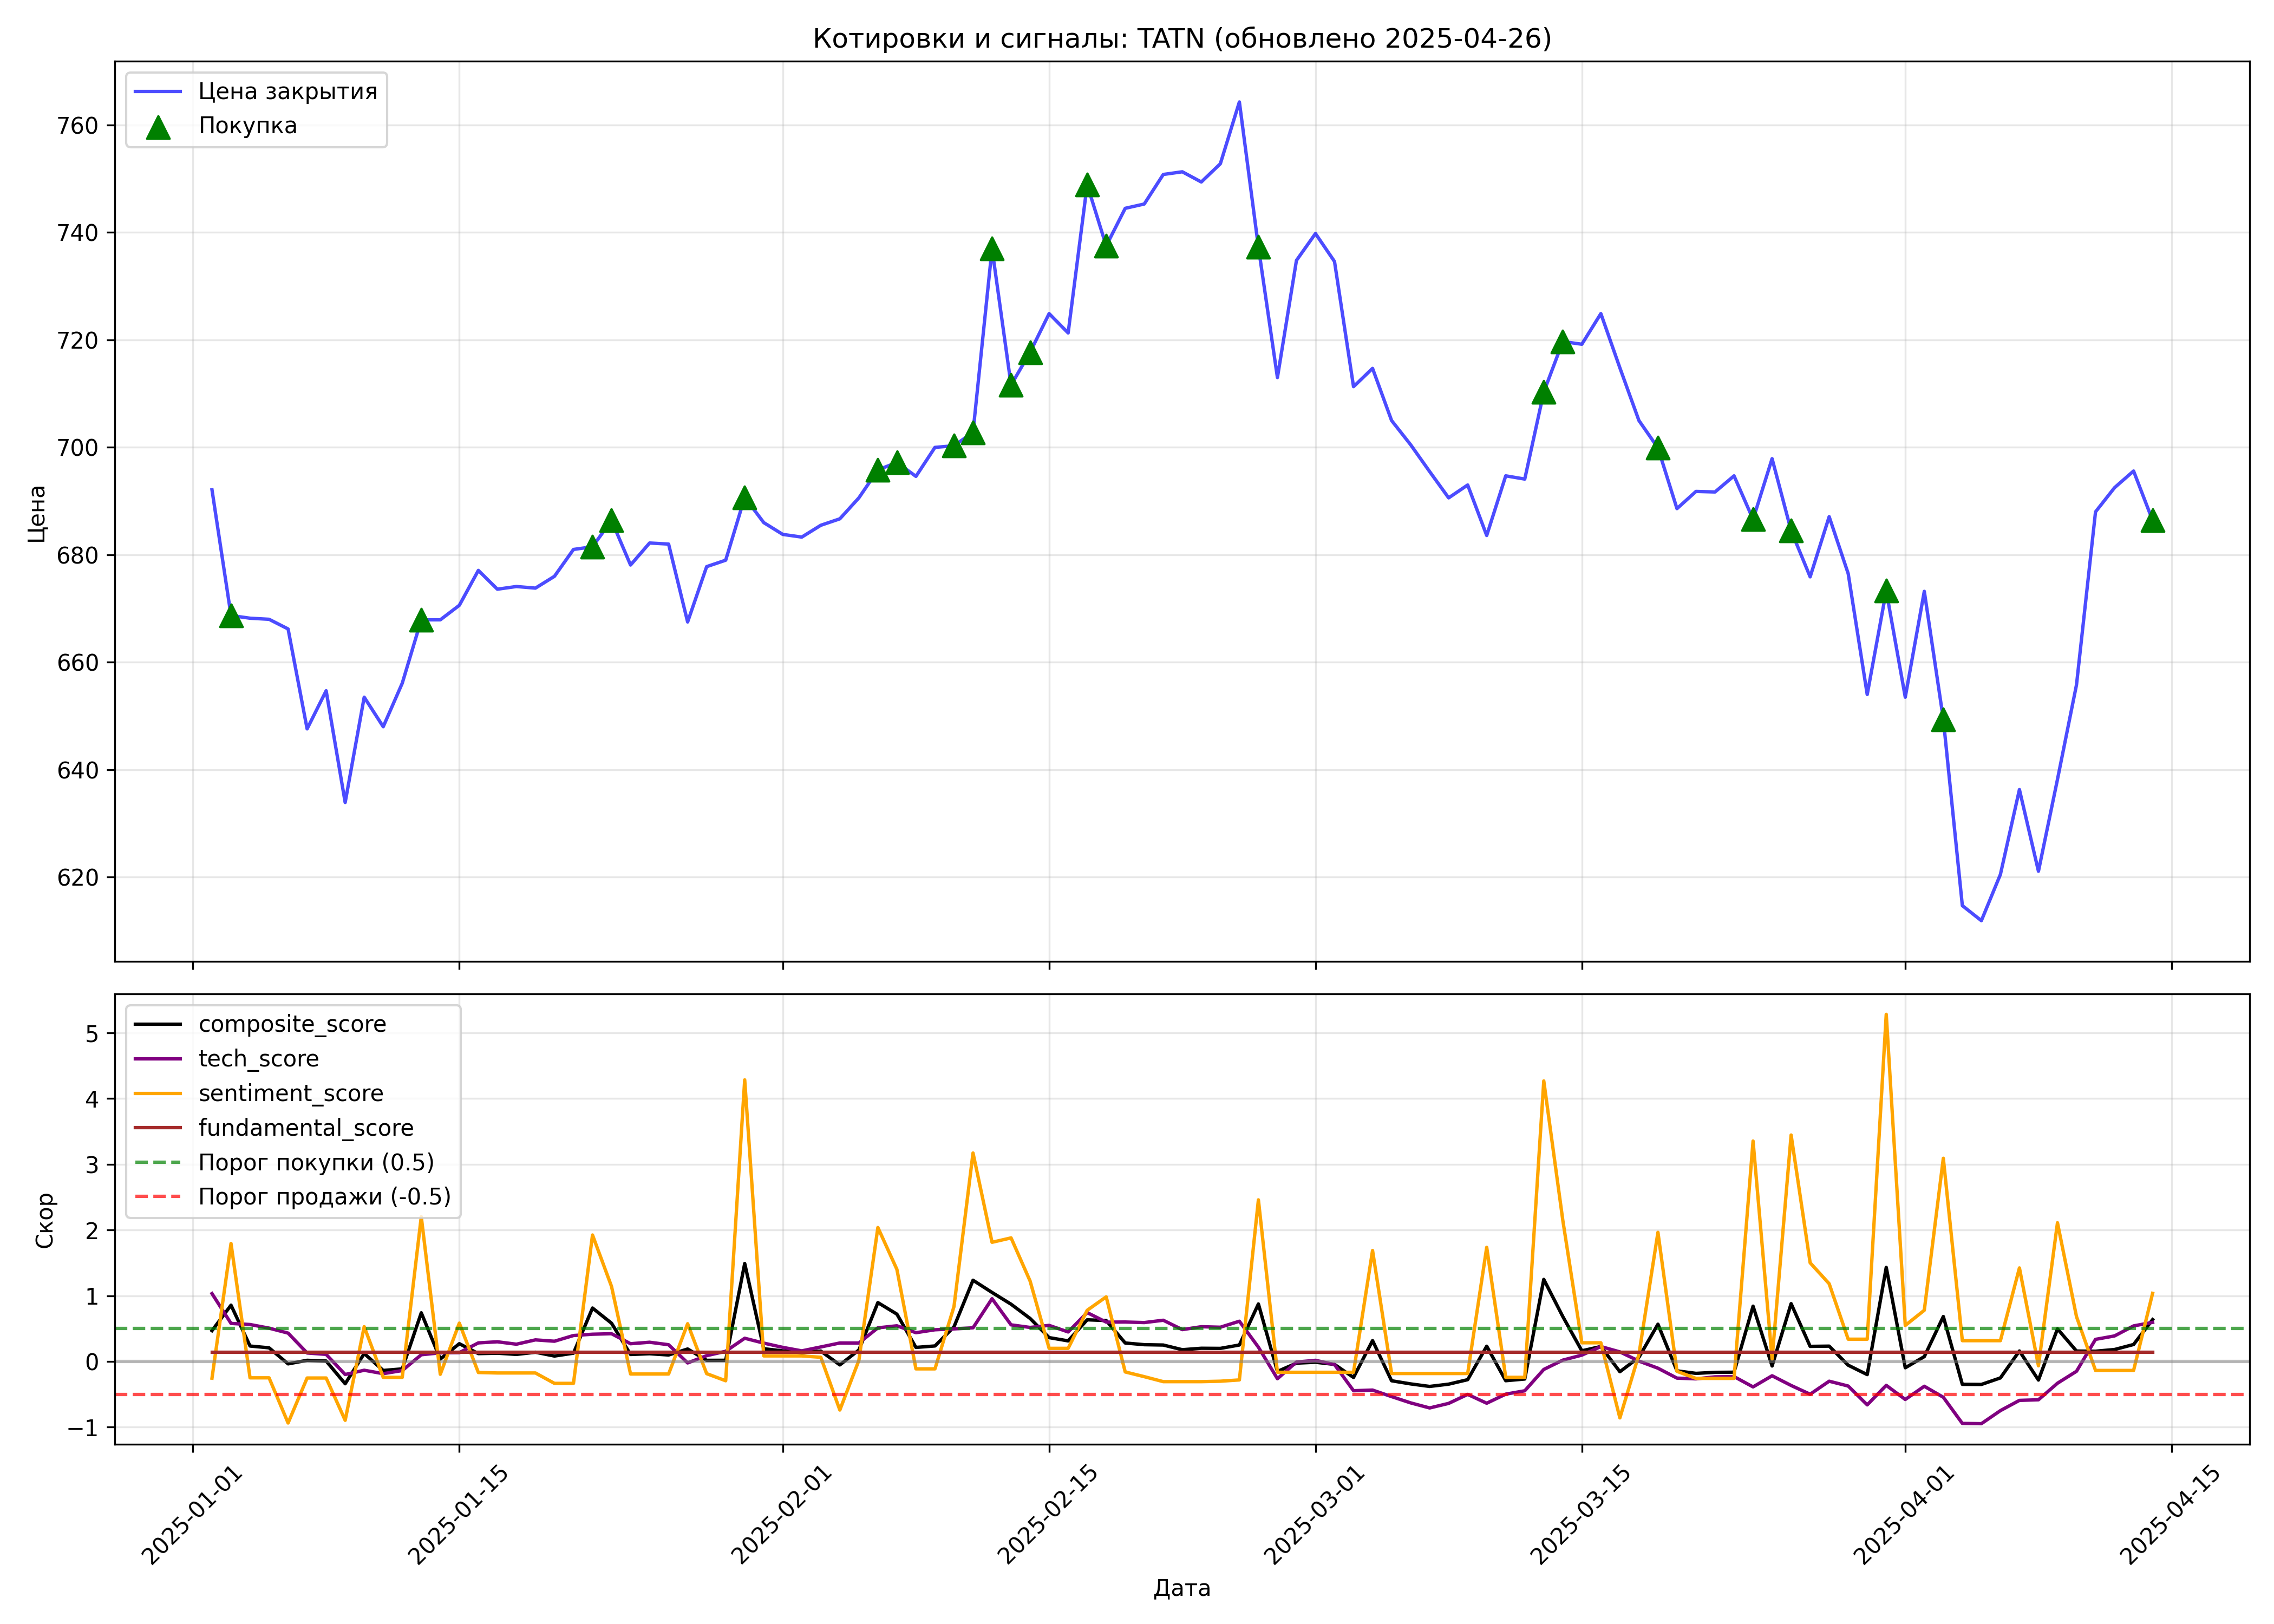 Котировки и сигналы: TATN (обновлено 2025-04-26)
Цена закрытия
Покупка
760
740
720
700
680
660
640
620
Цена
composite_score
tech_score
sentiment_score
fundamental_score
Порог покупки (0.5)
Порог продажи (-0.5)
5
4
3
2
1
0
−1
Скор
2025-01-01
2025-01-15
2025-02-01
2025-02-15
2025-03-01
2025-03-15
2025-04-01
2025-04-15
Дата